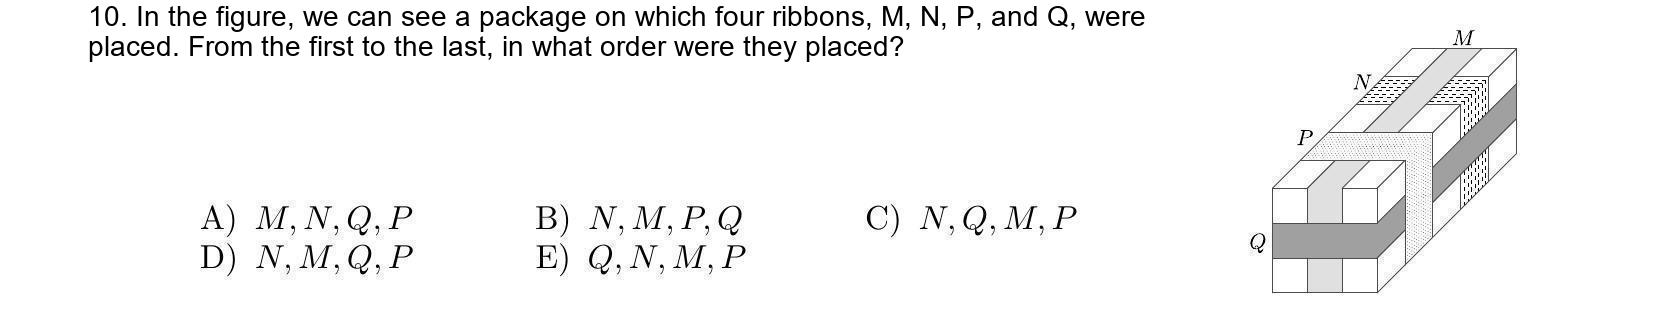 10. In the figure, we can see a package on which four ribbons, M, N, P, and Q, were
placed. From the first to the last, in what order were they placed?
A) M, N, Q, P
B) N, M, P, Q
C) N, Q, M, P
D) N, M, Q, P
E) Q, N, M, P
M
N
P
Q